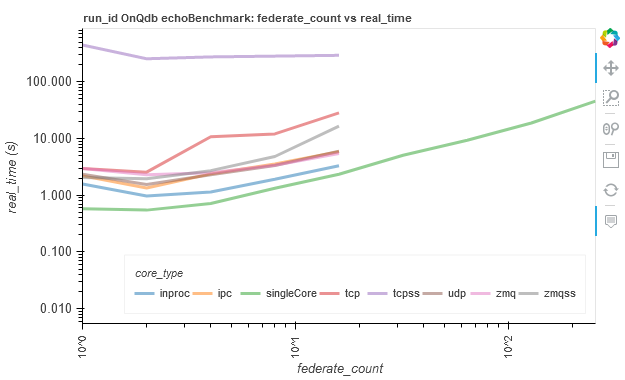 run_id OnQdb echoBenchmark: federate_count vs real_time
real_time (s)
100.000
10.000
1.000
0.100
0.010
core_type
inproc ipc singleCore tcp tcpss udp zmq zmqss
10^0 10^1 10^2
federate_count